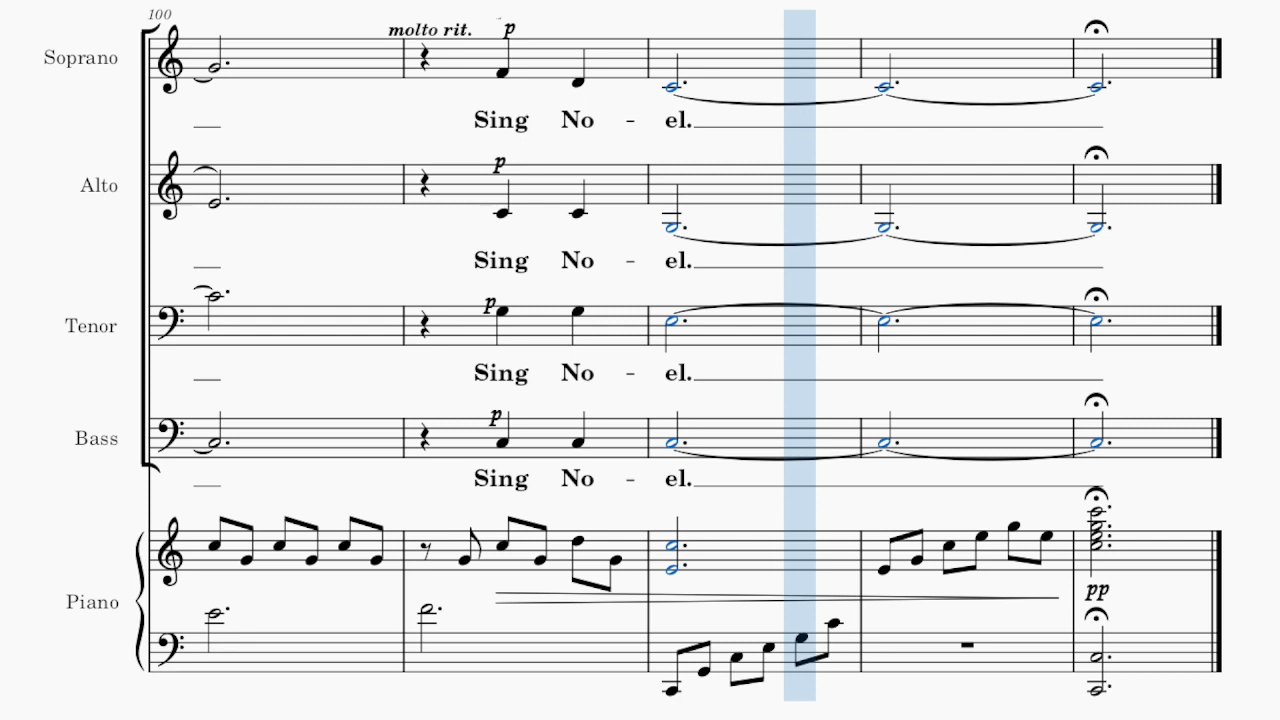 100
molto rit. p
Soprano
Sing No - el.
p
Alto
Sing No - el.
p
Tenor
Sing No - el.
p
Bass
Sing No - el.
pp
Piano